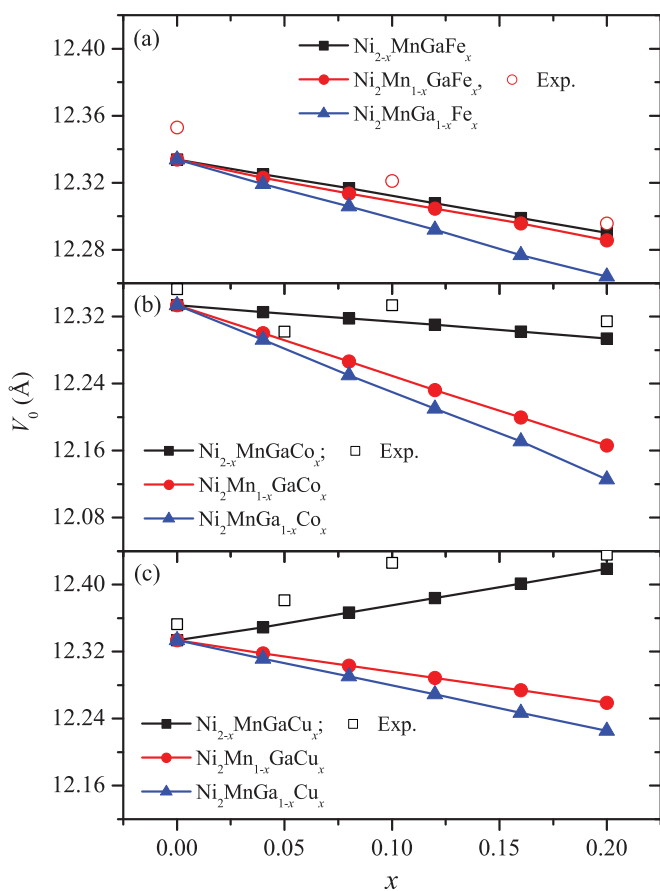 (a)
Ni2-xMnGaFex
Ni2Mn1-xGaFex, Exp.
Ni2MnGa1-xFex
12.40
12.36
12.32
12.28
(b)
12.32
12.24
12.16
12.08
Ni2-xMnGaCox; Exp.
Ni2Mn1-xGaCox
Ni2MnGa1-xCox
V0 (Å)
(c)
12.40
12.32
12.24
12.16
Ni2-xMnGaCux; Exp.
Ni2Mn1-xGaCux
Ni2MnGa1-xCux
0.00 0.05 0.10 0.15 0.20
x